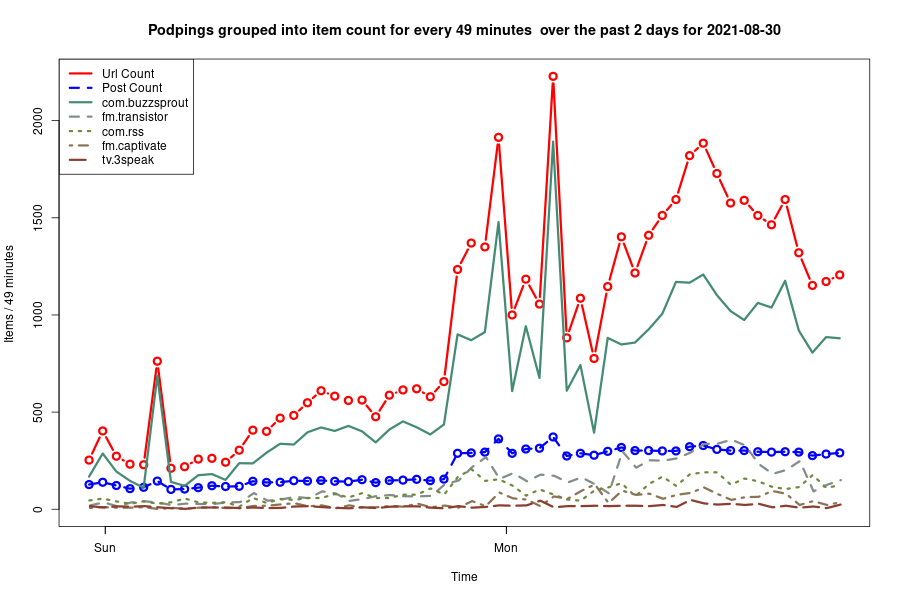 Podpings grouped into item count for every 49 minutes  over the past 2 days for 2021-08-30
Url Count
Post Count
com.buzzsprout
fm.transistor
com.rss
fm.captivate
tv.3speak
Items / 49 minutes
2000
1500
1000
500
0
Sun
Mon
Time